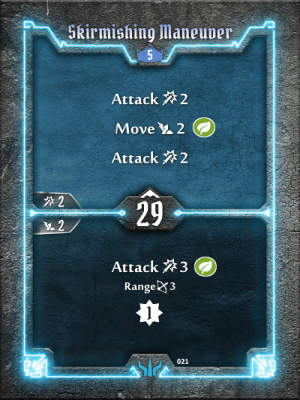 Skirmishing Maneuver
5
Attack 2
Move 2
Attack 2
2
29
2
Attack 3
Range 3
1
021